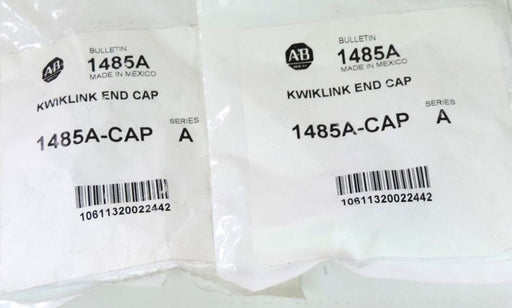 AB
BULLETIN
1485A
MADE IN MEXICO
KWIKLINK END CAP
SERIES
1485A-CAP A
10611320022442
AB
BULLETIN
1485A
MADE IN MEXICO
KWIKLINK END CAP
SERIES
1485A-CAP A
10611320022442